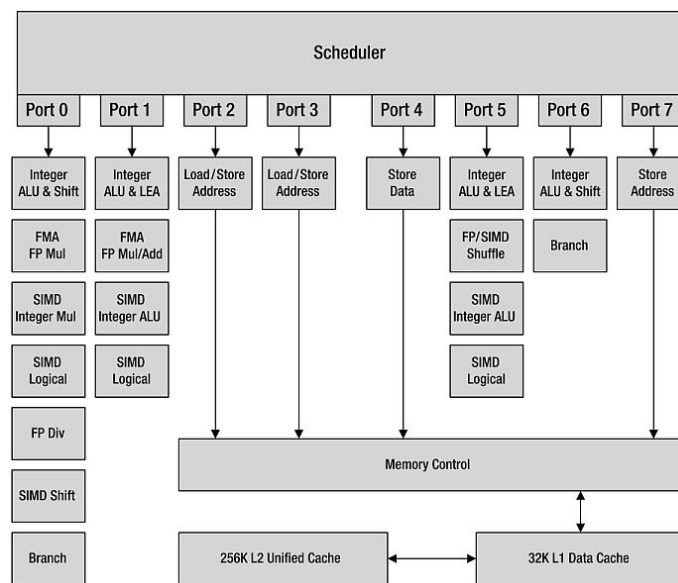 Scheduler
Port 0
Port 1
Port 2
Port 3
Port 4
Port 5
Port 6
Port 7
Integer
ALU & Shift
Integer
ALU & LEA
Load/Store
Address
Load/Store
Address
Store
Data
Integer
ALU & LEA
Integer
ALU & Shift
Store
Address
FMA
FP Mul
FMA
FP Mul/Add
FP/SIMD
Shuffle
Branch
SIMD
Integer Mul
SIMD
Integer ALU
SIMD
Integer ALU
SIMD
Logical
SIMD
Logical
SIMD
Logical
FP Div
Memory Control
SIMD Shift
Branch
256K L2 Unified Cache
32K L1 Data Cache